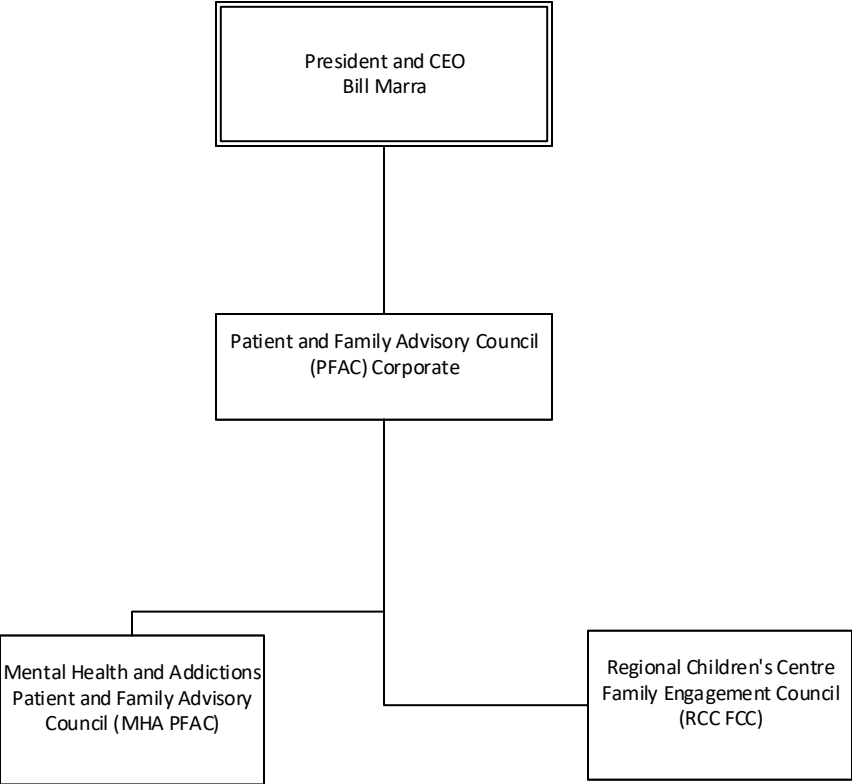 President and CEO
Bill Marra
Patient and Family Advisory Council
(PFAC) Corporate
Mental Health and Addictions
Patient and Family Advisory
Council (MHA PFAC)
Regional Children's Centre
Family Engagement Council
(RCC FCC)